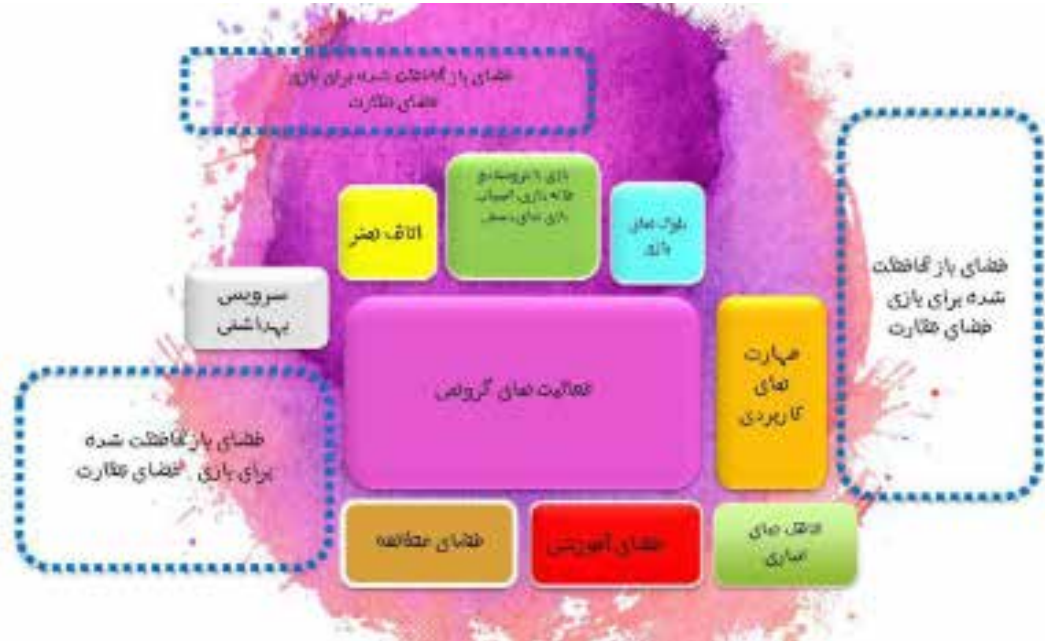 فضای باز محافظت شده برای بازی
فضای نظارت
بازی با عروسک
خانه بازی، اسباب
بازی های
بلوک های
بازی
اتاق هنر
سرویس
بهداشتی
فضای باز محافظت
شده برای بازی
فضای نظارت
مهارت
های
کاربردی
فعالیت های گروهی
فضای باز محافظت شده
برای بازی فضای نظارت
فضای مطالعه
فضای آموزشی
اتاق های